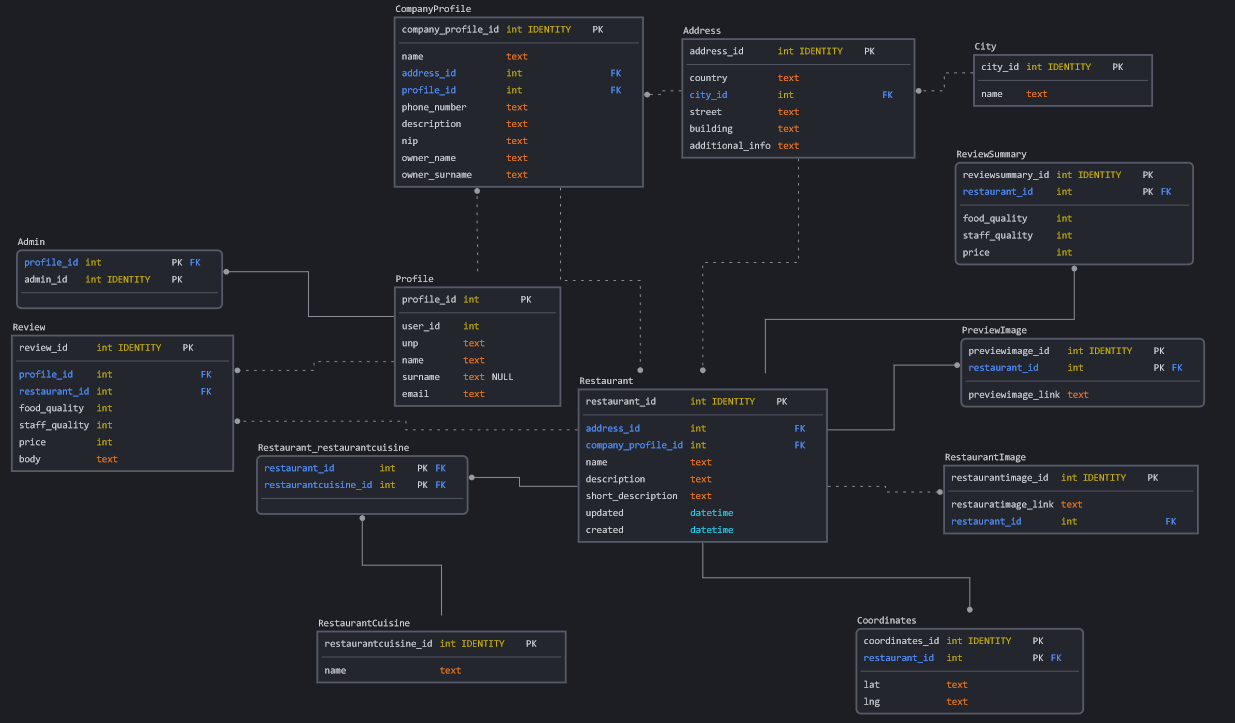 CompanyProfile
company_profile_id int IDENTITY PK
name text
address_id int FK
profile_id int FK
phone_number text
description text
nip text
owner_name text
owner_surname text
Address
address_id int IDENTITY PK
country text
city_id int FK
street text
building text
additional_info text
City
city_id int IDENTITY PK
name text
ReviewSummary
reviewsummary_id int IDENTITY PK
restaurant_id int PK FK
food_quality int
staff_quality int
price int
Admin
profile_id int PK FK
admin_id int IDENTITY PK
Profile
profile_id int PK
user_id int
unp text
name text
surname text NULL
email text
Review
review_id int IDENTITY PK
profile_id int FK
restaurant_id int FK
food_quality int
staff_quality int
price int
body text
PreviewImage
previewimage_id int IDENTITY PK
restaurant_id int PK FK
previewimage_link text
Restaurant
restaurant_id int IDENTITY PK
address_id int FK
company_profile_id int FK
name text
description text
short_description text
updated datetime
created datetime
Restaurant_restaurantcuisine
restaurant_id int PK FK
restaurantcuisine_id int PK FK
RestaurantImage
restaurantimage_id int IDENTITY PK
restauratimage_link text
restaurant_id int FK
RestaurantCuisine
restaurantcuisine_id int IDENTITY PK
name text
Coordinates
coordinates_id int IDENTITY PK
restaurant_id int PK FK
lat text
lng text